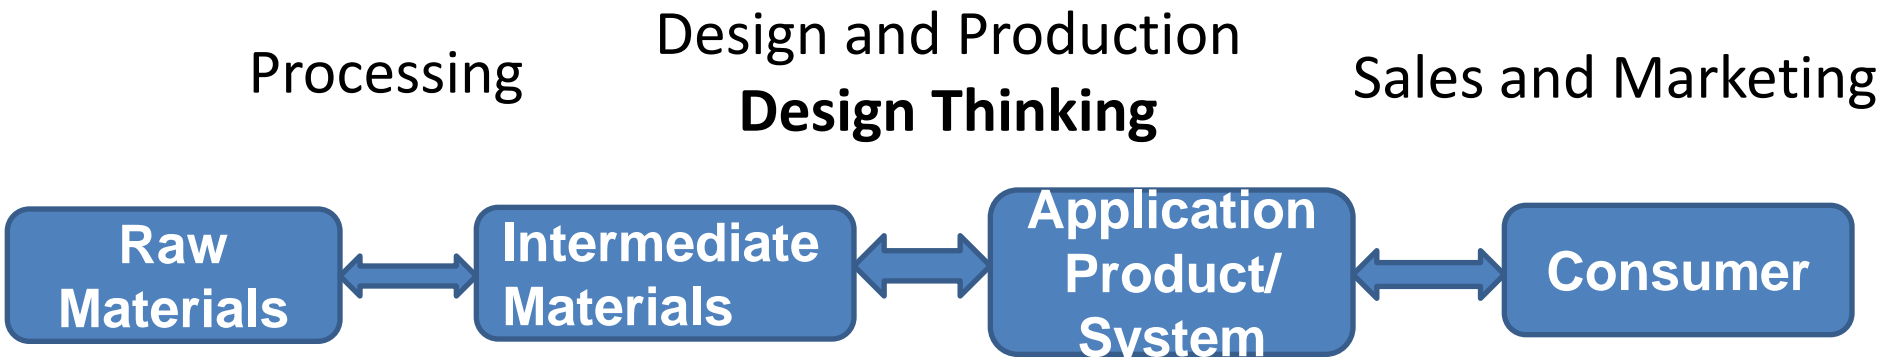 Processing
Design and Production
Design Thinking
Sales and Marketing
Raw
Materials
Intermediate
Materials
Application
Product/
System
Consumer